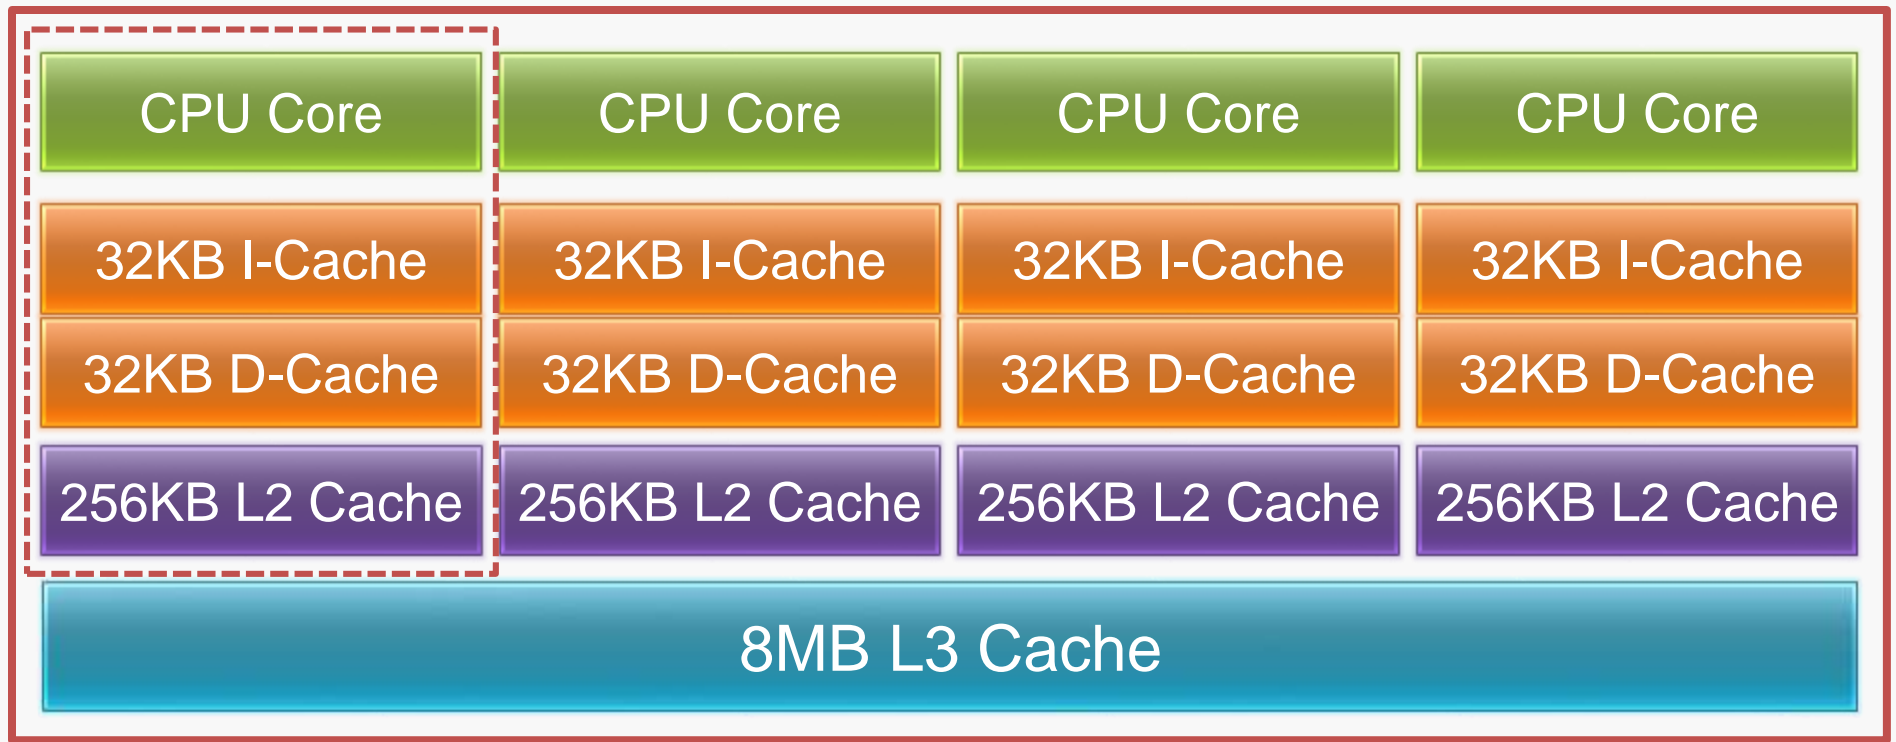 CPU Core CPU Core CPU Core CPU Core
32KB I-Cache 32KB I-Cache 32KB I-Cache 32KB I-Cache
32KB D-Cache 32KB D-Cache 32KB D-Cache 32KB D-Cache
256KB L2 Cache 256KB L2 Cache 256KB L2 Cache 256KB L2 Cache
8MB L3 Cache